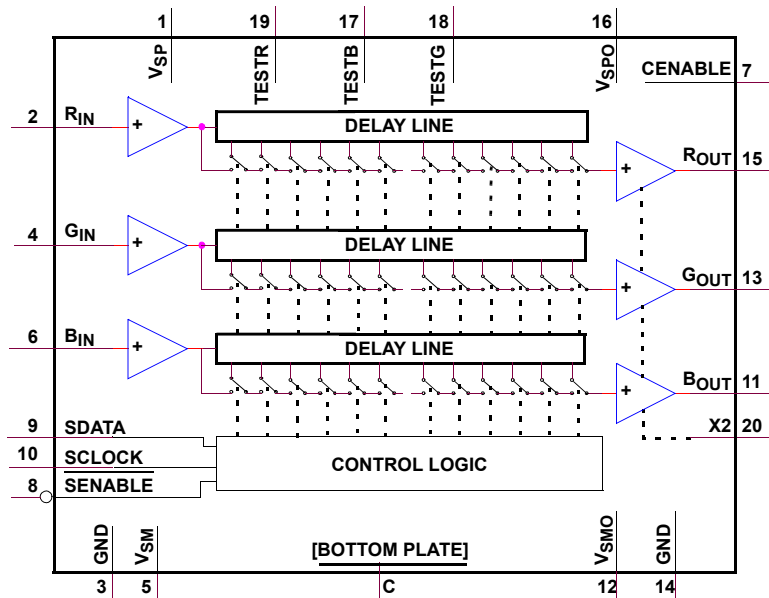 1 19 17 18 16
VSP TESTR TESTB TESTG VSPO
CENABLE 7
2 RIN + DELAY LINE
+ ROUT 15
4 GIN + DELAY LINE
+ GOUT 13
6 BIN + DELAY LINE
+ BOUT 11
9 SDATA
X2 20
10 SCLOCK
CONTROL LOGIC
8 SENABLE
GND VSM [BOTTOM PLATE] VSMO GND
3 5 C 12 14